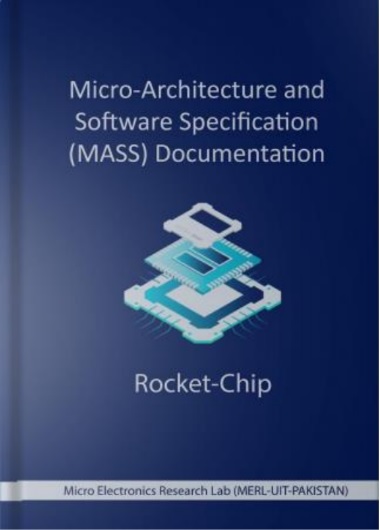 Micro-Architecture and
Software Specification
(MASS) Documentation
Rocket-Chip
Micro Electronics Research Lab (MERL-UIT-PAKISTAN)